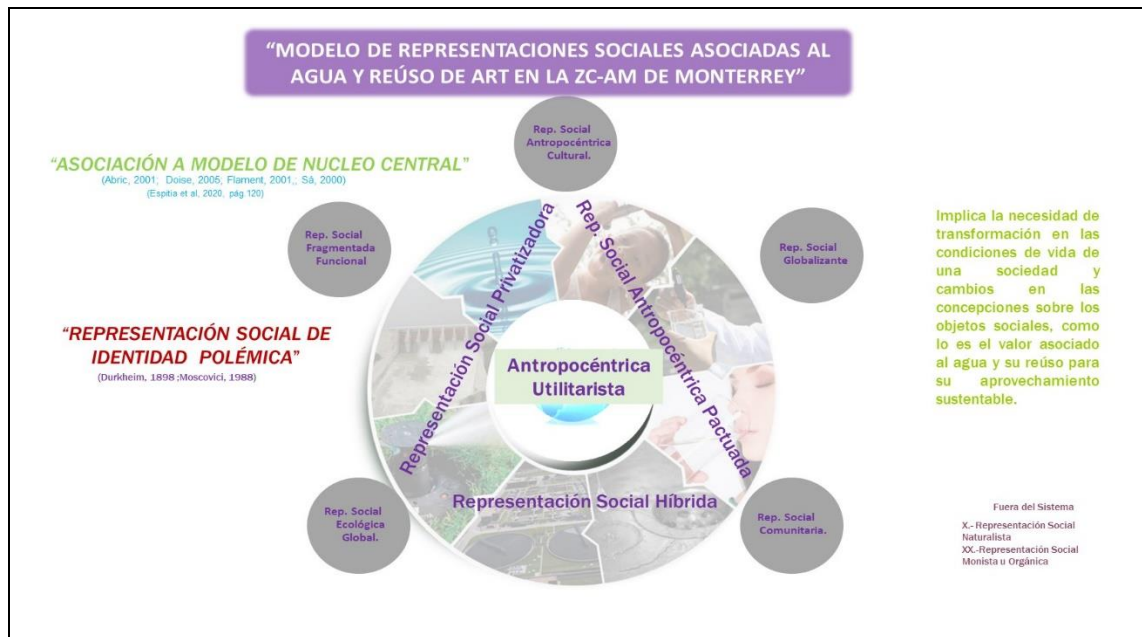 “MODELO DE REPRESENTACIONES SOCIALES ASOCIADAS AL
AGUA Y REÚSO DE ART EN LA ZC-AM DE MONTERREY”
Rep. Social
Antropocéntrica
Cultural.
“ASOCIACIÓN A MODELO DE NUCLEO CENTRAL”
(Abric, 2001; Doise, 2005; Flament, 2001,; Sà, 2000)
(Espitia et al, 2020, pág.120)
Rep. Social
Fragmentada
Funcional
Rep. Social
Globalizante
“REPRESENTACIÓN SOCIAL DE
IDENTIDAD POLÉMICA”
(Durkheim, 1898 ;Moscovici, 1988)
Representación Social Privatizadora
Rep. Social Antropocéntrica Pactuada
Antropocéntrica
Utilitarista
Representación Social Híbrida
Rep. Social
Ecológica
Global.
Rep. Social
Comunitaria.
Implica la necesidad de
transformación en las
condiciones de vida de
una sociedad y
cambios en las
concepciones sobre los
objetos sociales, como
lo es el valor asociado
al agua y su reúso para
su aprovechamiento
sustentable.
Fuera del Sistema
X.- Representación Social
Naturalista
XX.-Representación Social
Monista u Orgánica